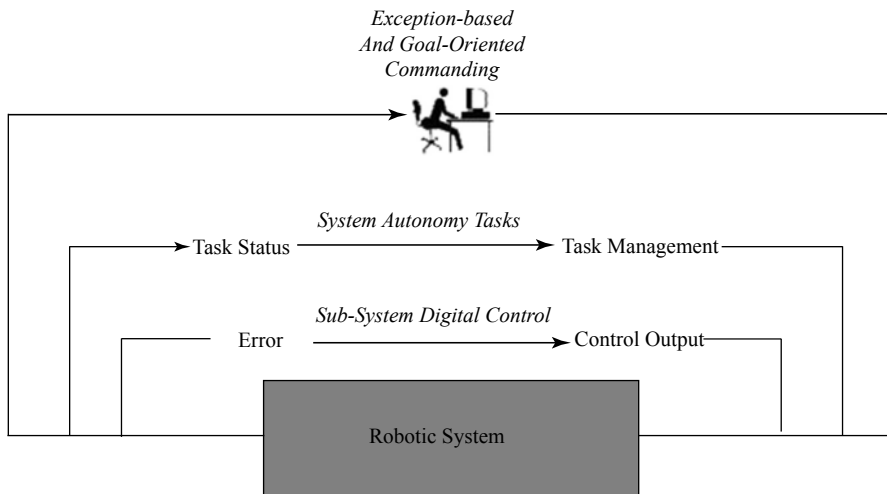 Exception-based
And Goal-Oriented
Commanding
System Autonomy Tasks
Task Status
Task Management
Sub-System Digital Control
Error
Control Output
Robotic System